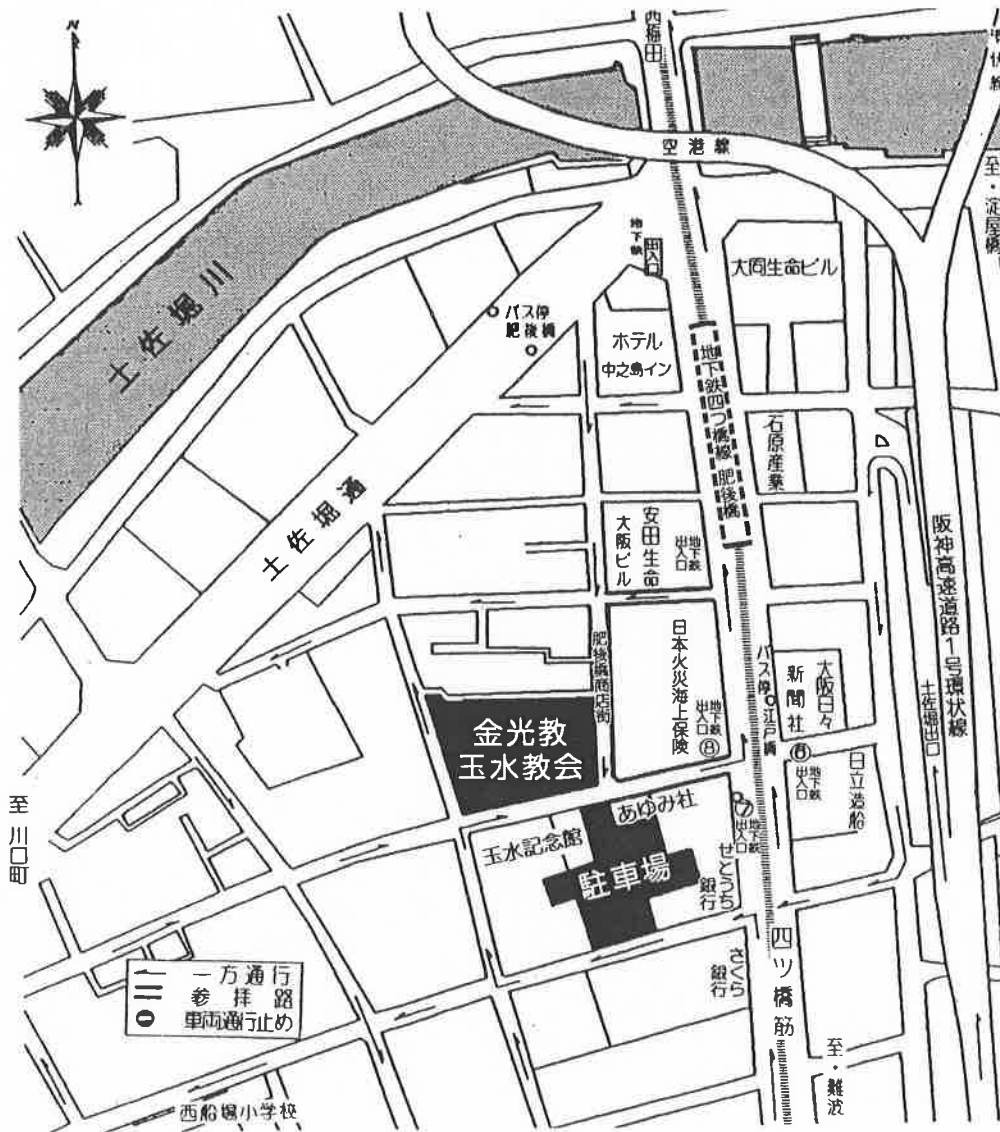 N
西梅田
空港線
至・淀屋橋
地下鉄
出入口
大同生命ビル
土佐堀川
バス停
肥後橋
ホテル
中之島イン
地下鉄四つ橋線 肥後橋
石原産業
土佐堀通
安田生命
大阪ビル
地下鉄
出入口
阪神高速道路1号環状線
土佐堀出口
肥後橋商店街
日本火災海上保険
地下鉄
出入口
⑧
バス停
江戸橋
大阪日々
新聞社
⑥
地下鉄
出入口
日立造船
金光教
玉水教会
至 川口町
あゆみ社
⑦
地下鉄
出入口
玉水記念館
駐車場
せとうち
銀行
さくら
銀行
四ツ橋筋
一方通行
参拝路
車両通行止め
至・難波
西船場小学校